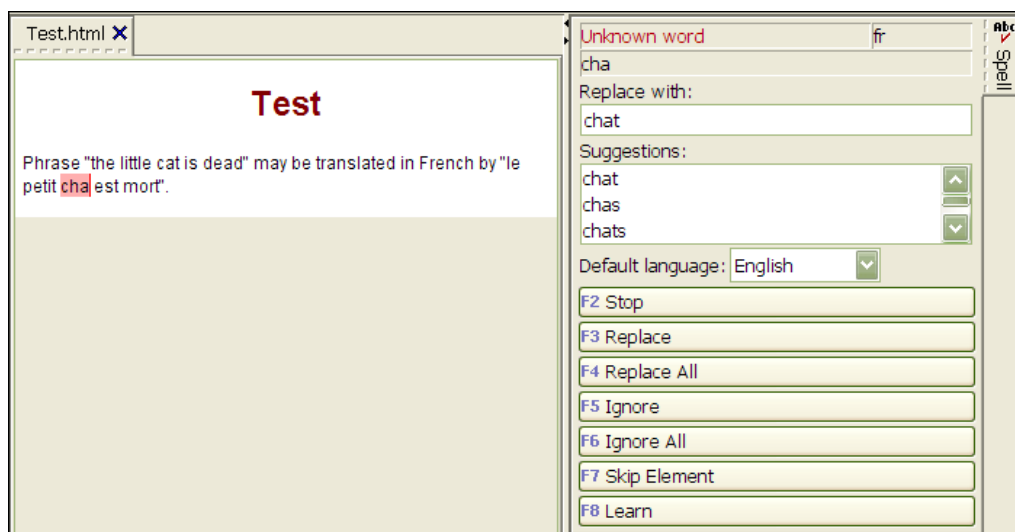 Test.html
Test
Phrase "the little cat is dead" may be translated in French by "le
petit cha est mort".
Unknown word fr
cha
Replace with:
chat
Suggestions:
chat
chas
chats
Default language: English
F2 Stop
F3 Replace
F4 Replace All
F5 Ignore
F6 Ignore All
F7 Skip Element
F8 Learn
Abc
Spell